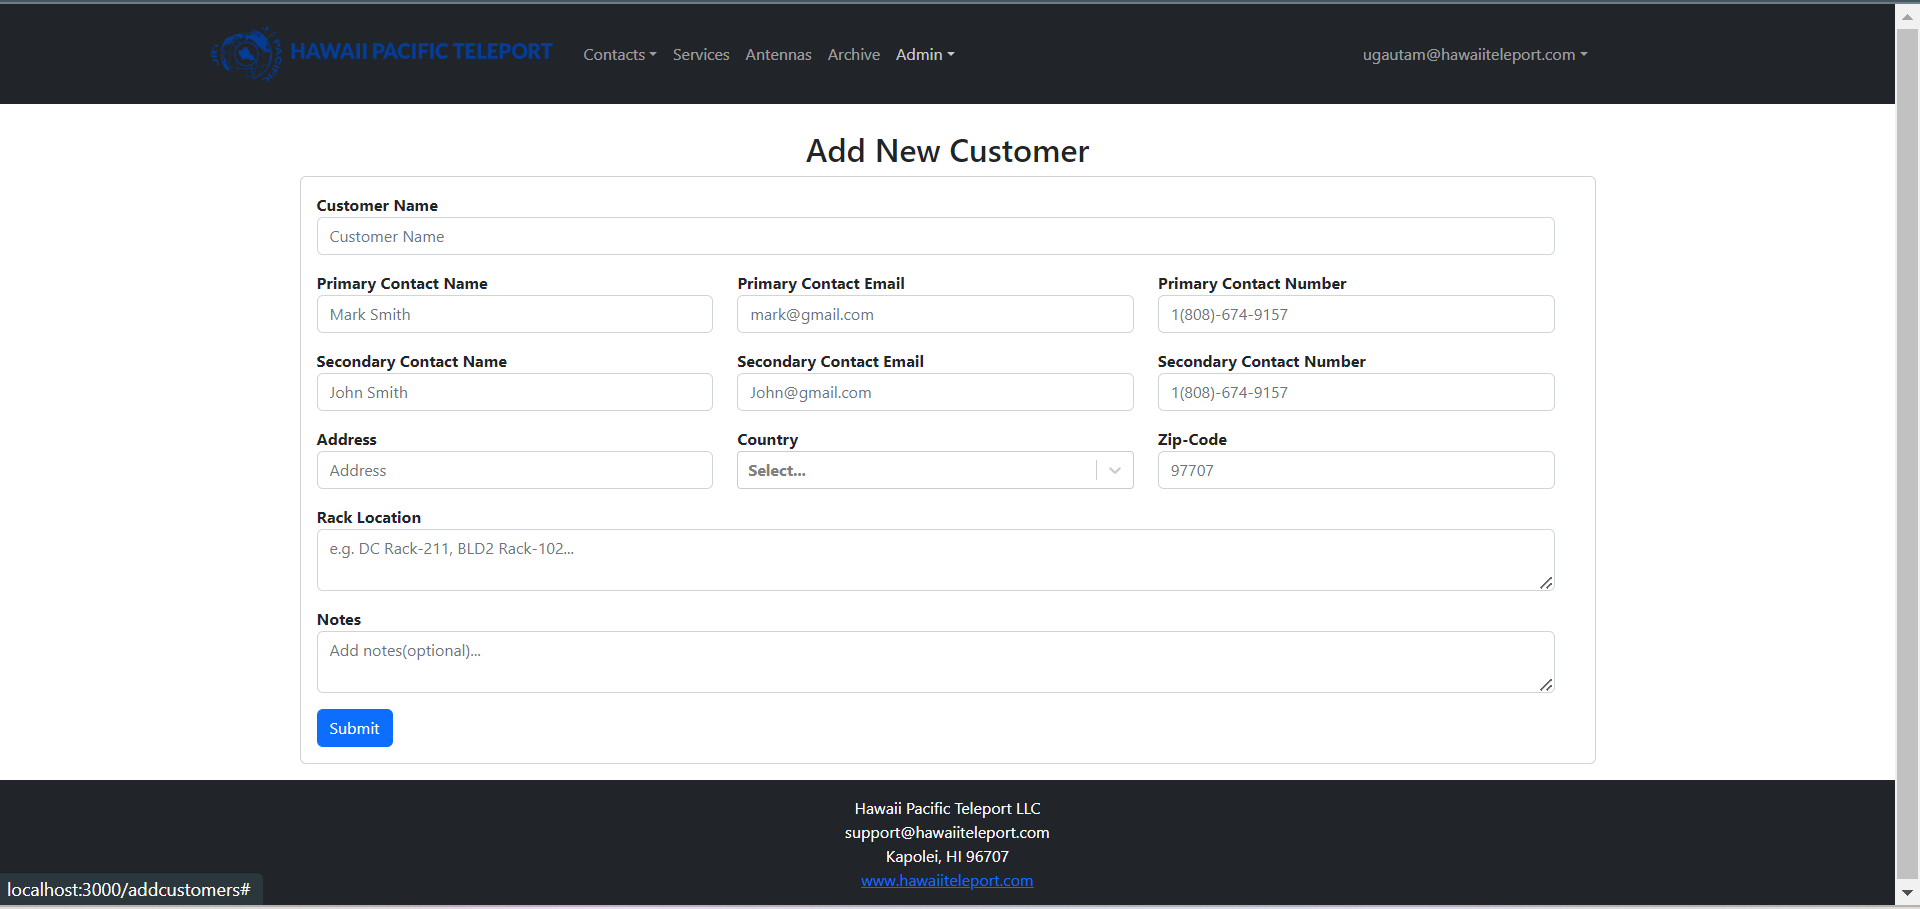 HAWAII PACIFIC TELEPORT Contacts Services Antennas Archive Admin ugautam@hawaiiteleport.com
Add New Customer
Customer Name
Customer Name
Primary Contact Name Primary Contact Email Primary Contact Number
Mark Smith mark@gmail.com 1(808)-674-9157
Secondary Contact Name Secondary Contact Email Secondary Contact Number
John Smith John@gmail.com 1(808)-674-9157
Address Country Zip-Code
Address Select... 97707
Rack Location
e.g. DC Rack-211, BLD2 Rack-102...
Notes
Add notes(optional)...
Submit
Hawaii Pacific Teleport LLC
support@hawaiiteleport.com
Kapolei, HI 96707
www.hawaiiteleport.com
localhost:3000/addcustomers#